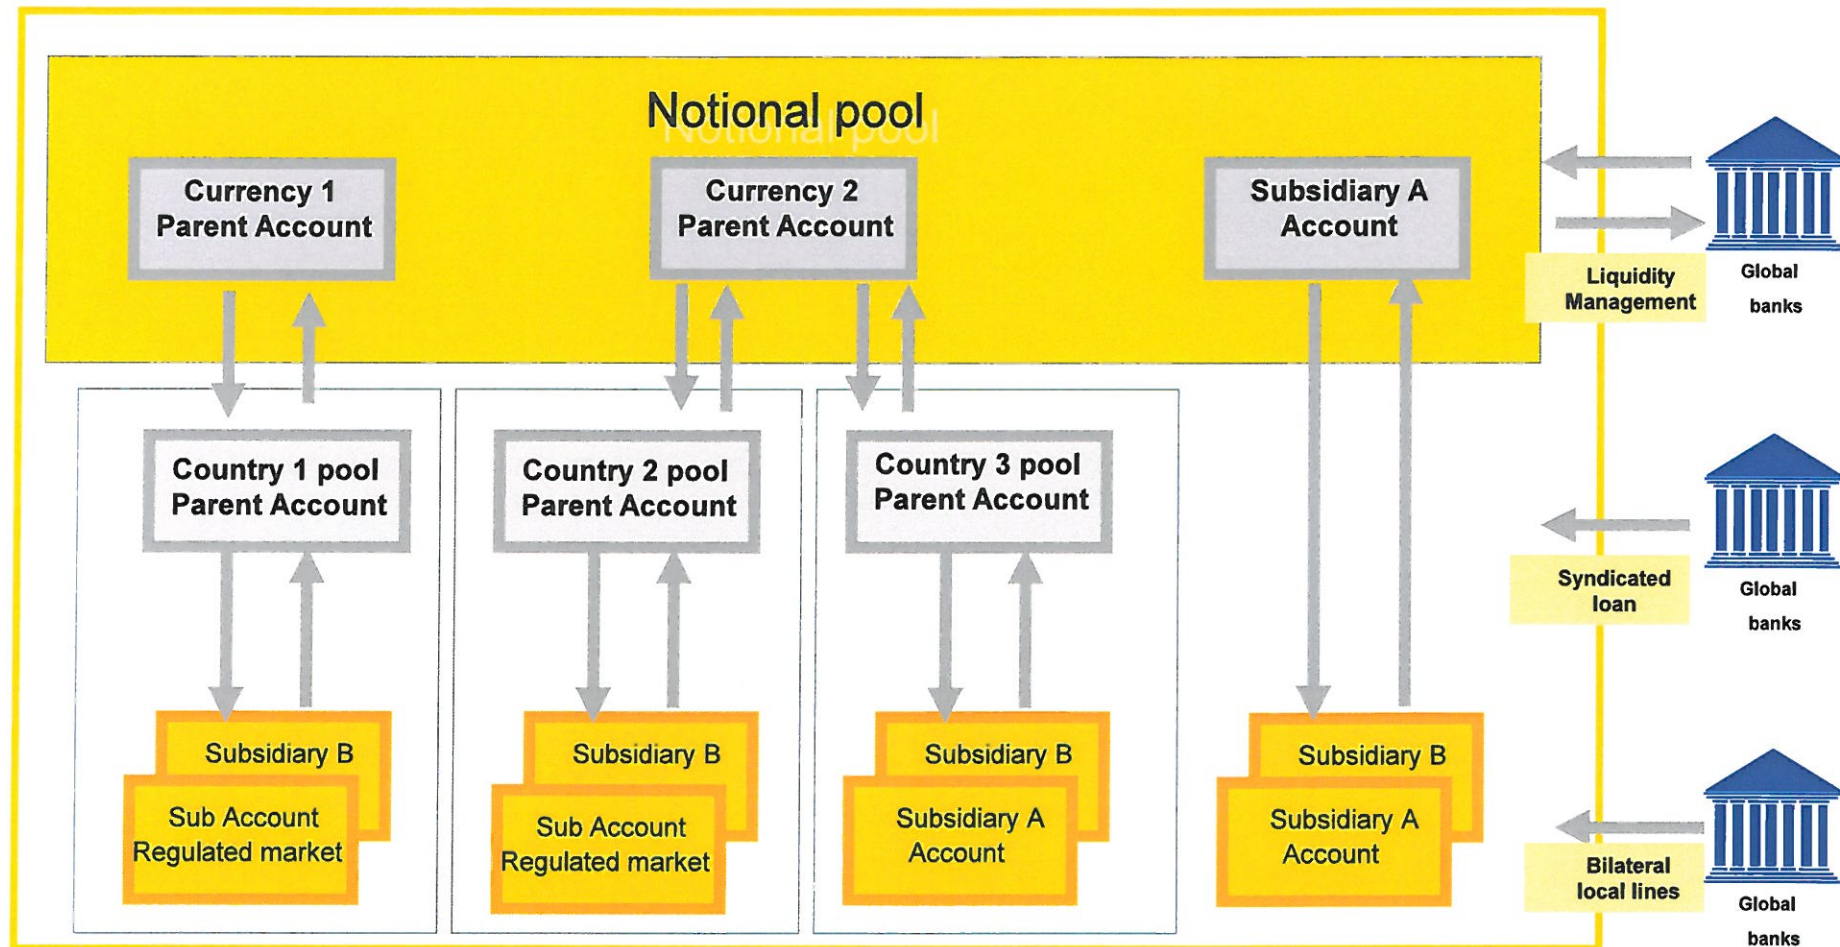 Notional pool
Notional pool
Currency 1
Parent Account
Currency 2
Parent Account
Subsidiary A
Account
Liquidity
Management
Global
banks
Country 1 pool
Parent Account
Country 2 pool
Parent Account
Country 3 pool
Parent Account
Syndicated
loan
Global
banks
Subsidiary B
Sub Account
Regulated market
Subsidiary B
Sub Account
Regulated market
Subsidiary B
Subsidiary A
Account
Subsidiary B
Subsidiary A
Account
Bilateral
local lines
Global
banks